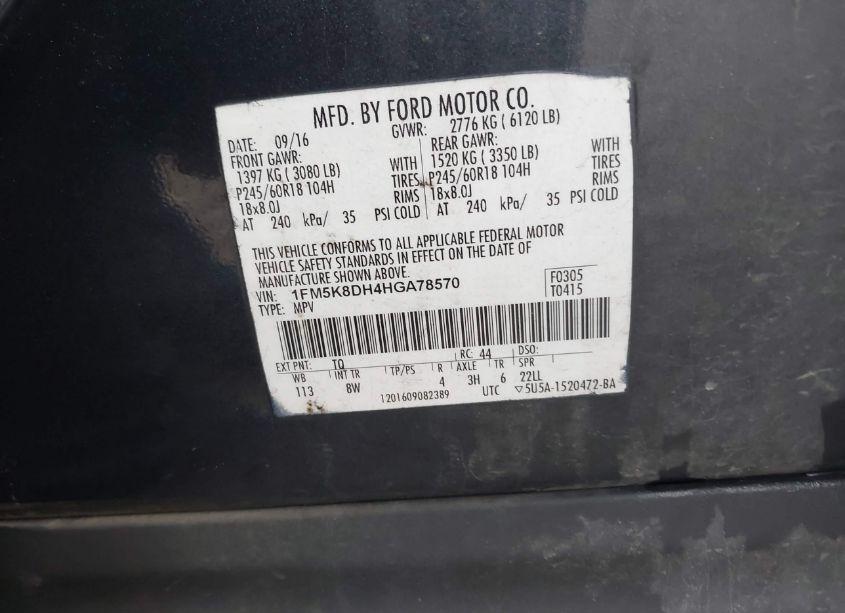 MFD. BY FORD MOTOR CO.
DATE: 09/16 GVWR: 2776 KG ( 6120 LB)
FRONT GAWR: REAR GAWR:
1397 KG ( 3080 LB) WITH 1520 KG ( 3350 LB) WITH
P245/60R18 104H TIRES P245/60R18 104H TIRES
18x8.0J RIMS 18x8.0J RIMS
AT 240 kPa/ 35 PSI COLD AT 240 kPa/ 35 PSI COLD
THIS VEHICLE CONFORMS TO ALL APPLICABLE FEDERAL MOTOR
VEHICLE SAFETY STANDARDS IN EFFECT ON THE DATE OF
MANUFACTURE SHOWN ABOVE.
VIN: 1FM5K8DH4HGA78570 F0305
TYPE: MPV T0415
EXT PNT: TQ RC: 44 DSO:
WB INT TR TP/PS R AXLE TR SPR
113 8W 4 3H 6 22LL
1201609082389 UTC ▽5U5A-1520472-BA